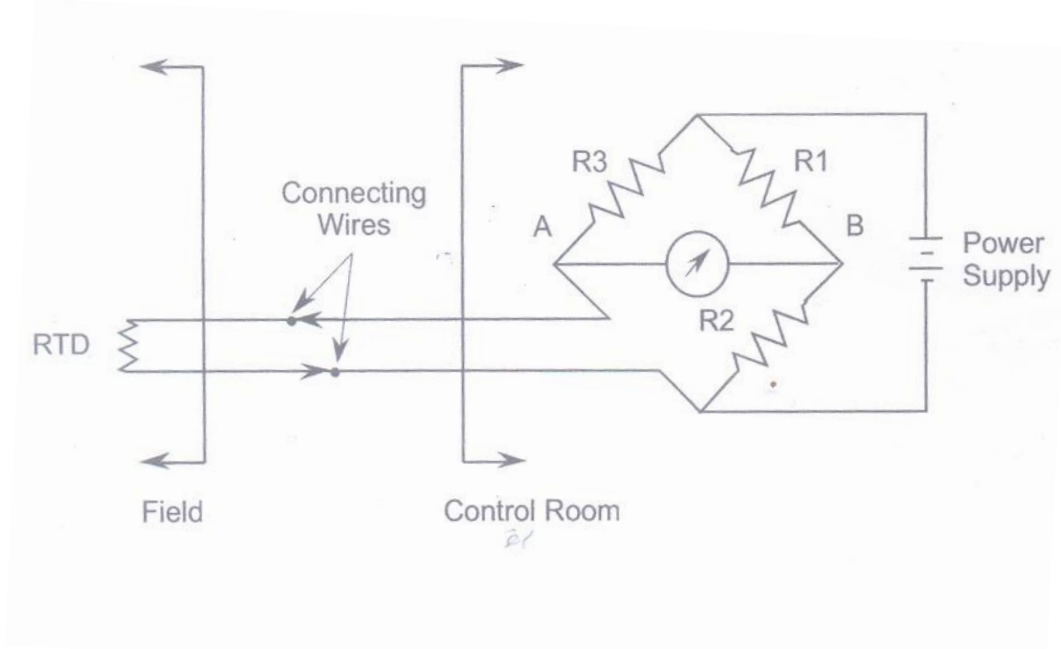 R3
R1
Connecting
Wires
A
B
Power
Supply
R2
RTD
Field
Control Room